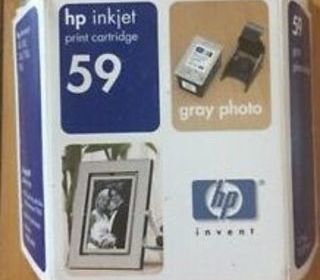 hp inkjet
print cartridge
59
gray photo
59
hp
invent